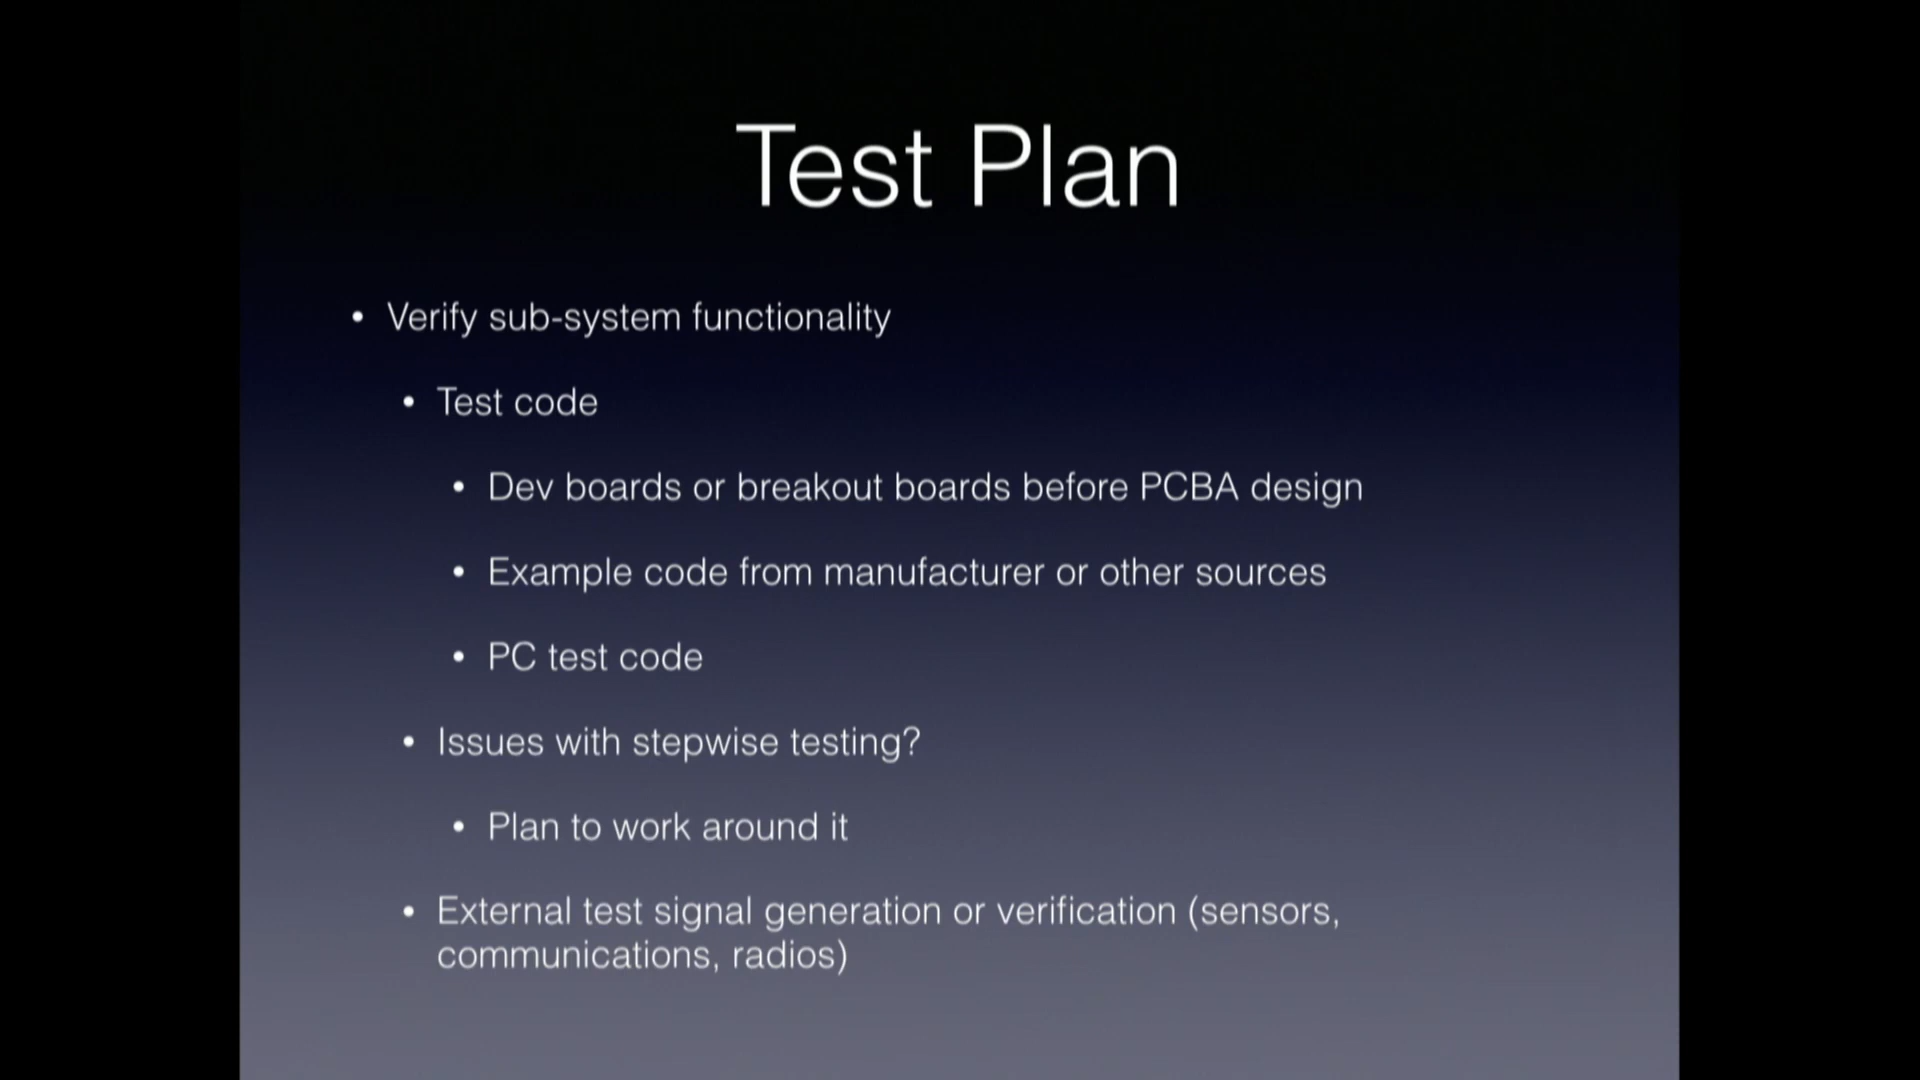 Test Plan
• Verify sub-system functionality
• Test code
• Dev boards or breakout boards before PCBA design
• Example code from manufacturer or other sources
• PC test code
• Issues with stepwise testing?
• Plan to work around it
• External test signal generation or verification (sensors,
communications, radios)